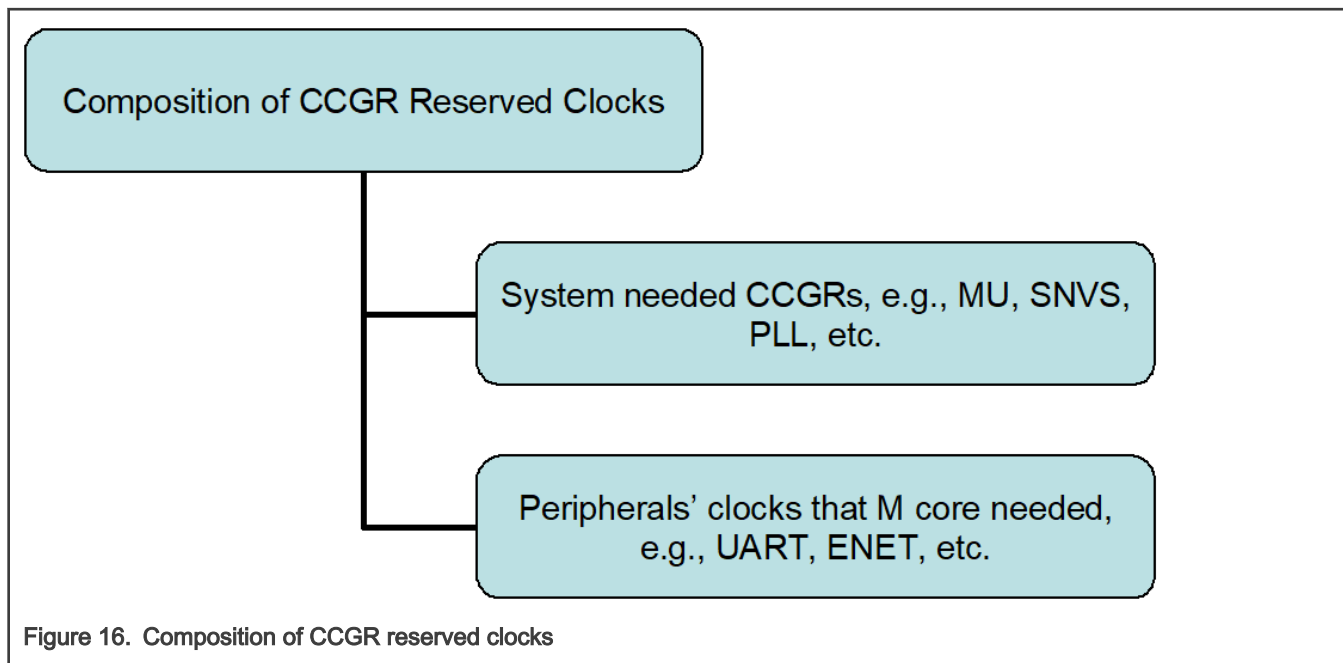 Composition of CCGR Reserved Clocks
System needed CCGRs, e.g., MU, SNVS,
PLL, etc.
Peripherals’ clocks that M core needed,
e.g., UART, ENET, etc.
Figure 16. Composition of CCGR reserved clocks